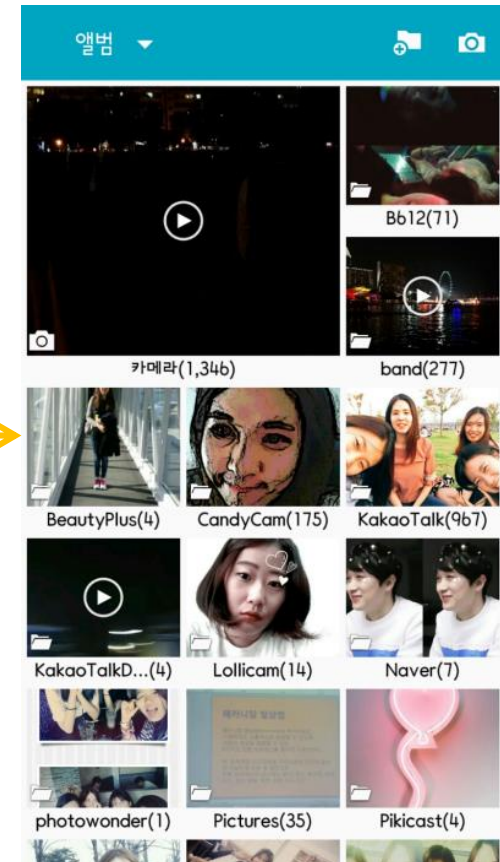 앨범
B612(71)
카메라(1,346)
band(277)
BeautyPlus(4)
CandyCam(175)
KakaoTalk(967)
KakaoTalkD...(4)
Lollicam(14)
Naver(7)
photowonder(1)
Pictures(35)
Pikicast(4)